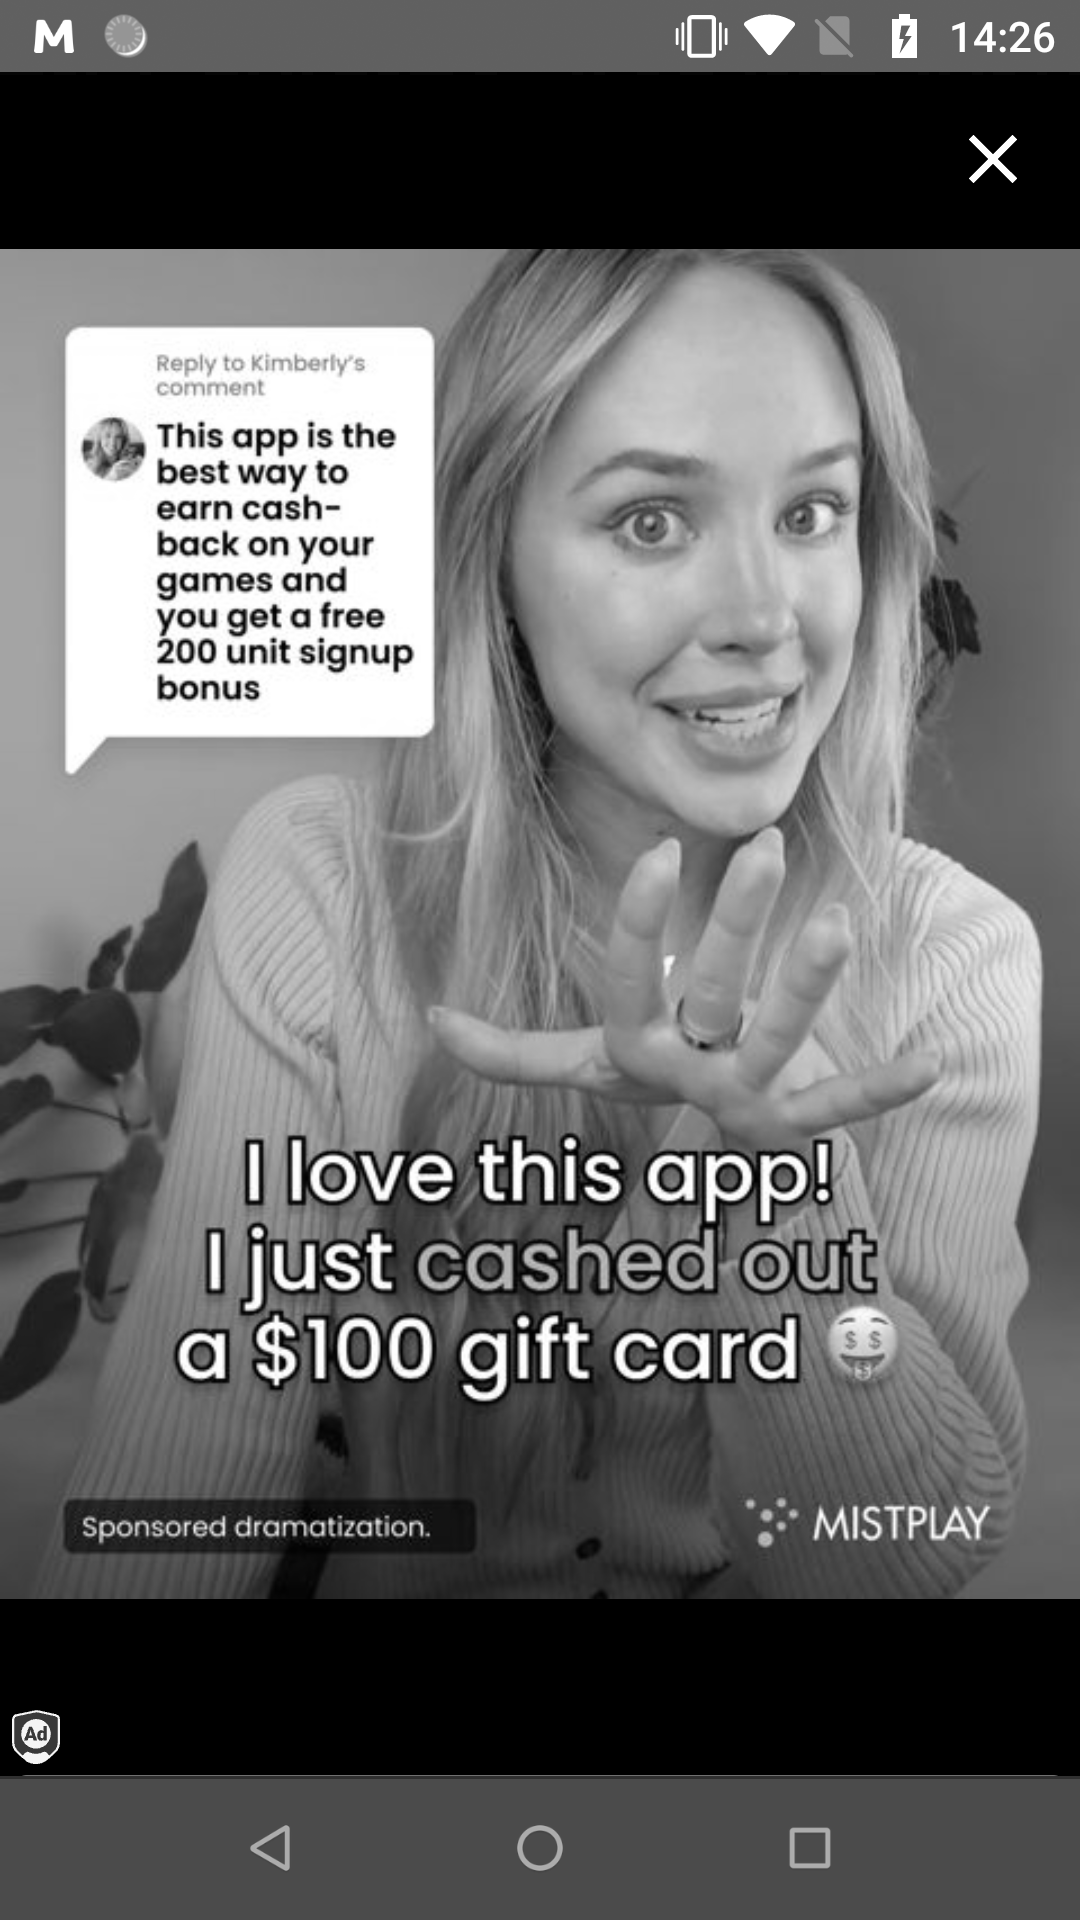 14:26
Reply to Kimberly's
comment
This app is the
best way to
earn cash-
back on your
games and
you get a free
200 unit signup
bonus
I love this app!
I just cashed out
a $100 gift card
Sponsored dramatization.
MISTPLAY
Ad